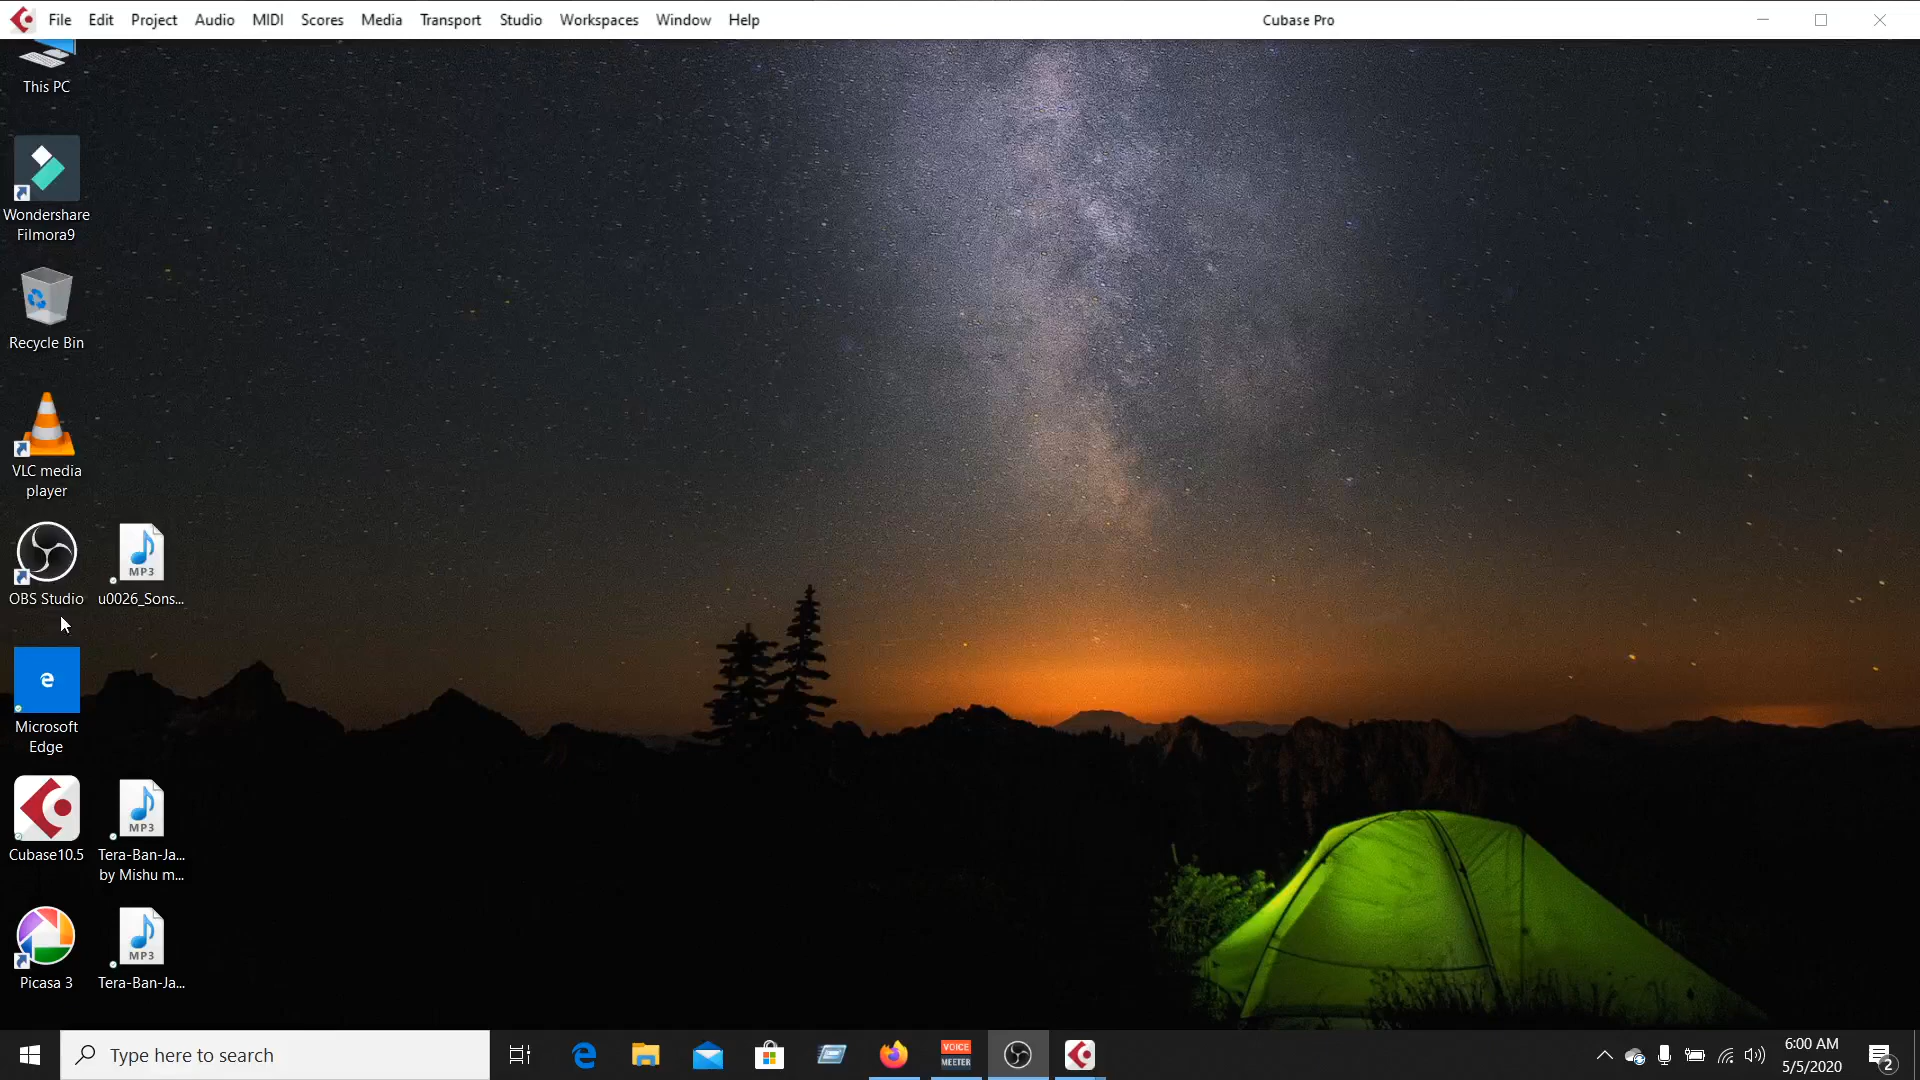 File Edit Project Audio MIDI Scores Media Transport Studio Workspaces Window Help
Cubase Pro
This PC
Wondershare
Filmora9
Recycle Bin
VLC media
player
OBS Studio
MP3
u0026_Sons...
Microsoft
Edge
Cubase10.5
MP3
Tera-Ban-Ja...
by Mishu m...
Picasa 3
MP3
Tera-Ban-Ja...
Type here to search
VOICE
MEETER
6:00 AM
5/5/2020
2